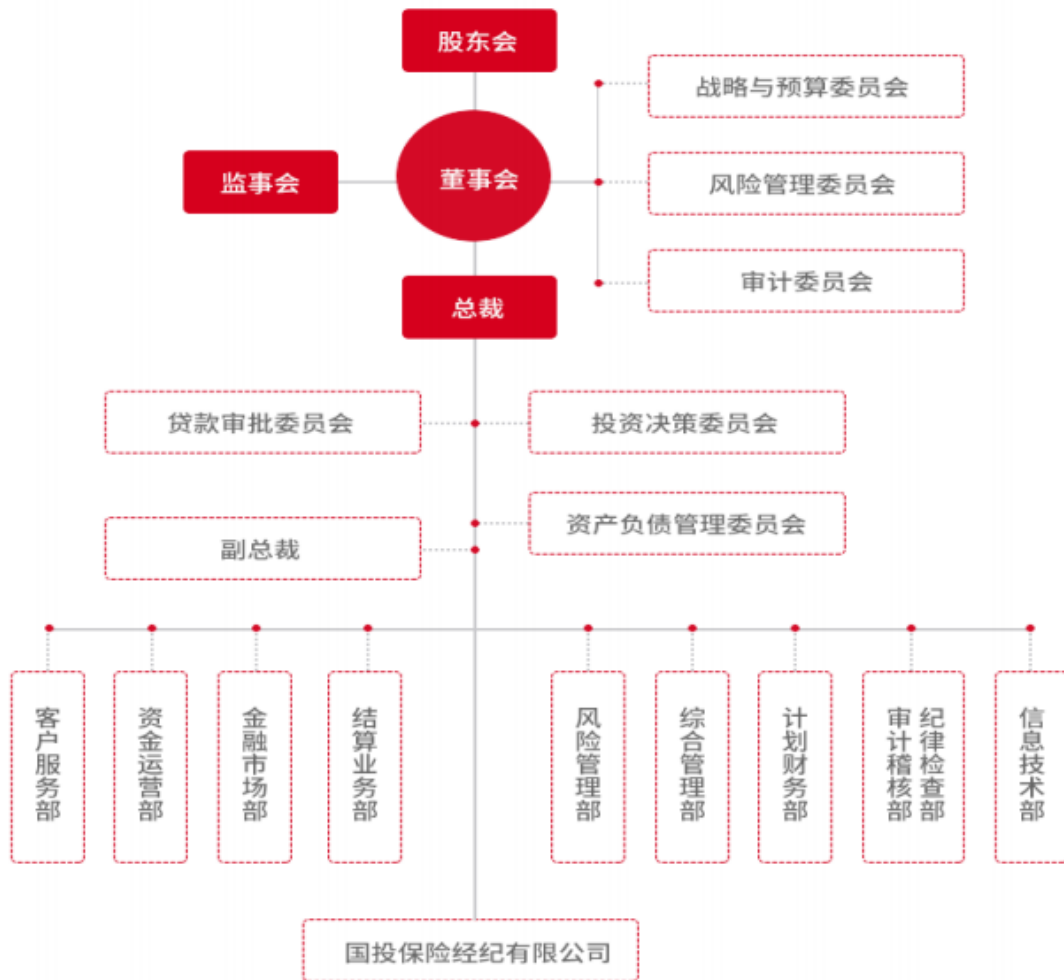 股东会
战略与预算委员会
监事会
董事会
风险管理委员会
审计委员会
总裁
贷款审批委员会
投资决策委员会
资产负债管理委员会
副总裁
客户服务部
资金运营部
金融市场部
结算业务部
风险管理部
综合管理部
计划财务部
纪律检查部
审计稽核部
信息技术部
国投保险经纪有限公司